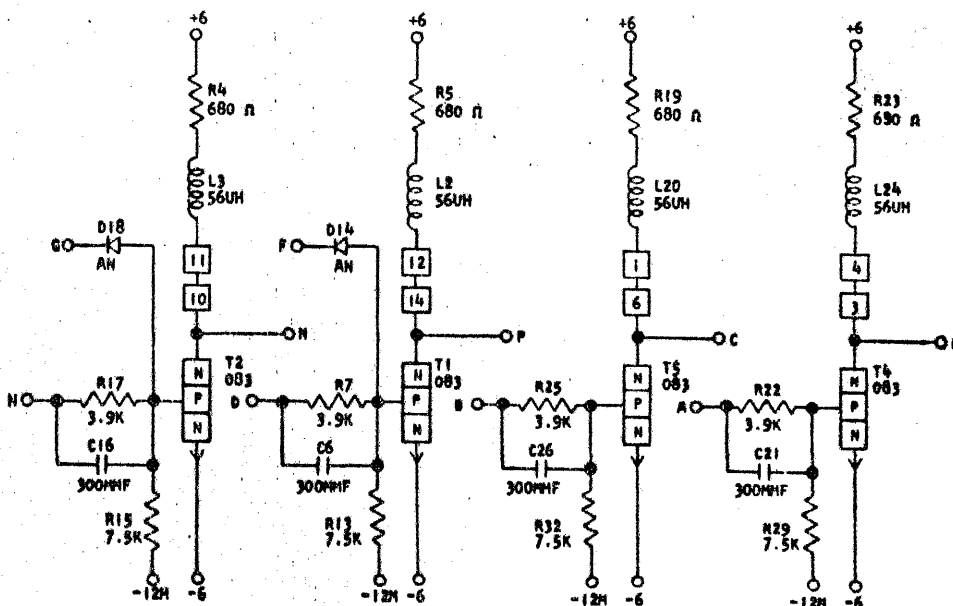 +6
+6
+6
+6
R4
680 Ω
R5
680 Ω
R19
680 Ω
R23
680 Ω
L3
56UH
L2
56UH
L20
56UH
L24
56UH
D18
AN
D14
AN
G
F
11
12
1
4
10
14
6
3
N
P
C
T2
083
T1
083
T5
083
T4
083
N
P
N
N
P
N
N
P
N
N
P
N
R17
3.9K
R7
3.9K
R25
3.9K
R22
3.9K
D
A
C16
300MMF
C6
300MMF
C26
300MMF
C21
300MMF
R15
7.5K
R13
7.5K
R32
7.5K
R29
7.5K
-12M
-6
-12M
-6
-12M
-6
-12M
-6